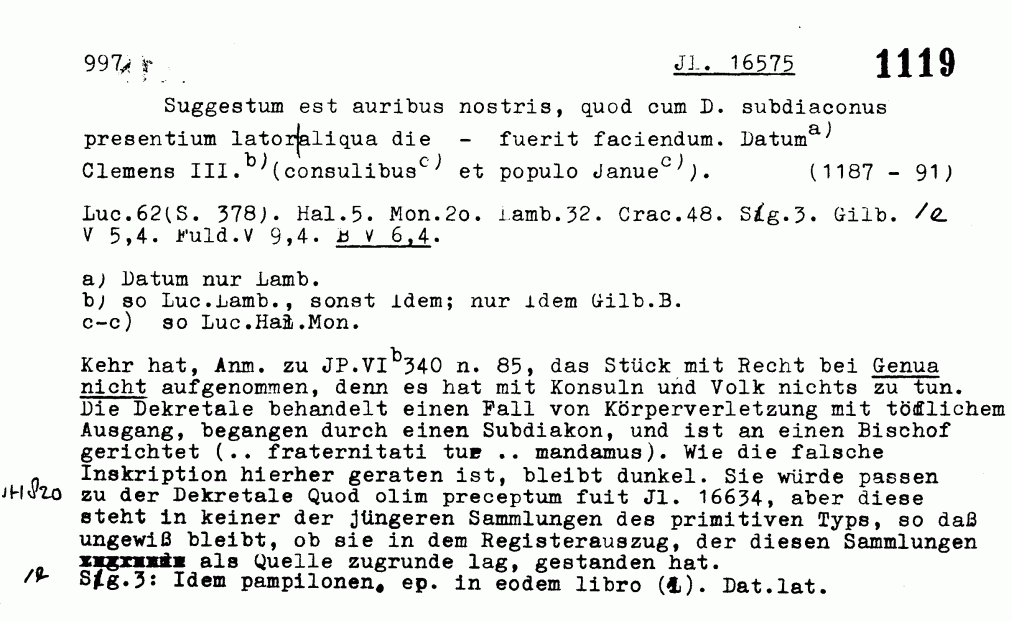 997 Jl. 16575 1119
Suggestum est auribus nostris, quod cum D. subdiaconus
presentium lator aliqua die - fuerit faciendum. Datum a)
Clemens III. b) (consulibus c) et populo Janue c) ). (1187 - 91)
Luc.62(S. 378). Hal.5. Mon.2o. Lamb.32. Crac.48. Sig.3. Gilb. /e
V 5,4. Fuld.V 9,4. B V 6,4.
a) Datum nur Lamb.
b) so Luc.Lamb., sonst Idem; nur Idem Gilb.B.
c-c) so Luc.Hal.Mon.
Kehr hat, Anm. zu JP.VI b 340 n. 85, das Stück mit Recht bei Genua
nicht aufgenommen, denn es hat mit Konsuln und Volk nichts zu tun.
Die Dekretale behandelt einen Fall von Körperverletzung mit tödlichem
Ausgang, begangen durch einen Subdiakon, und ist an einen Bischof
gerichtet (.. fraternitati tue .. mandamus). Wie die falsche
Inskription hierher geraten ist, bleibt dunkel. Sie würde passen
zu der Dekretale Quod olim preceptum fuit Jl. 16634, aber diese
steht in keiner der jüngeren Sammlungen des primitiven Typs, so daß
ungewiß bleibt, ob sie in dem Registerauszug, der diesen Sammlungen
als Quelle zugrunde lag, gestanden hat.
/e Sig.3: Idem pampilonen. ep. in eodem libro (1). Dat.lat.